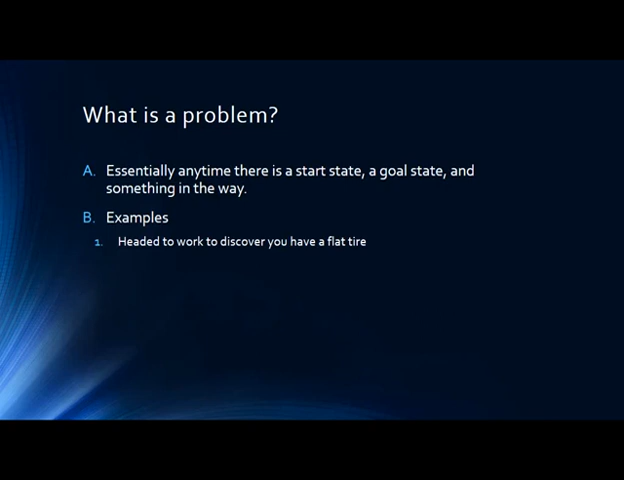 What is a problem?
A. Essentially anytime there is a start state, a goal state, and
something in the way.
B. Examples
1. Headed to work to discover you have a flat tire